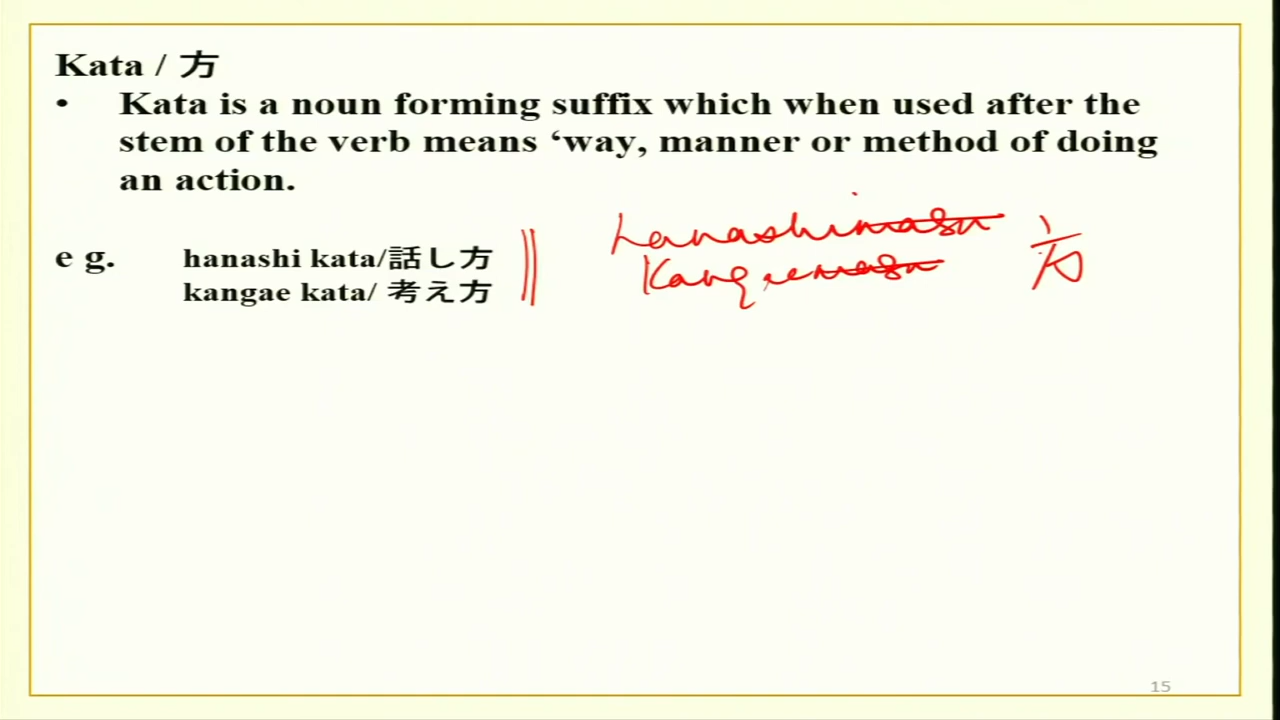 Kata / 方
• Kata is a noun forming suffix which when used after the
stem of the verb means ‘way, manner or method of doing
an action.
e g. hanashi kata/話し方
kangae kata/ 考え方
hanashimasu
Kangaemasu
方
15